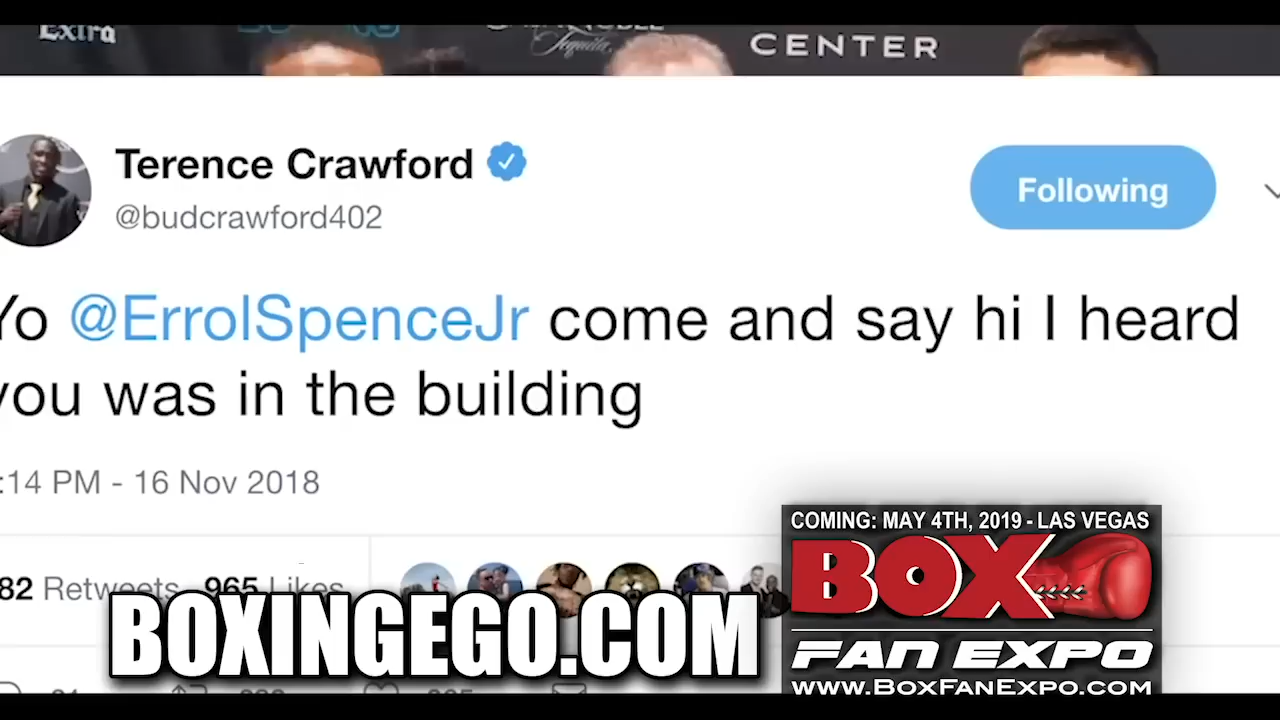 Extra
Tequila
CENTER
Terence Crawford
@budcrawford402
Following
Yo @ErrolSpenceJr come and say hi I heard
you was in the building
:14 PM - 16 Nov 2018
82 Retweets 965 Likes
BOXINGEGO.COM
COMING: MAY 4TH, 2019 - LAS VEGAS
BOX
FAN EXPO
WWW.BOXFANEXPO.COM